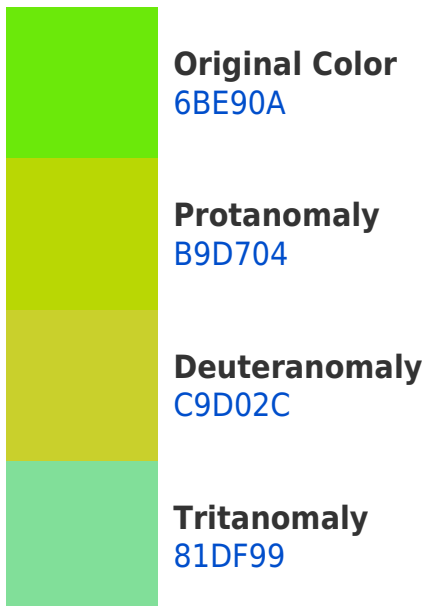 Original Color
6BE90A
Protanomaly
B9D704
Deuteranomaly
C9D02C
Tritanomaly
81DF99